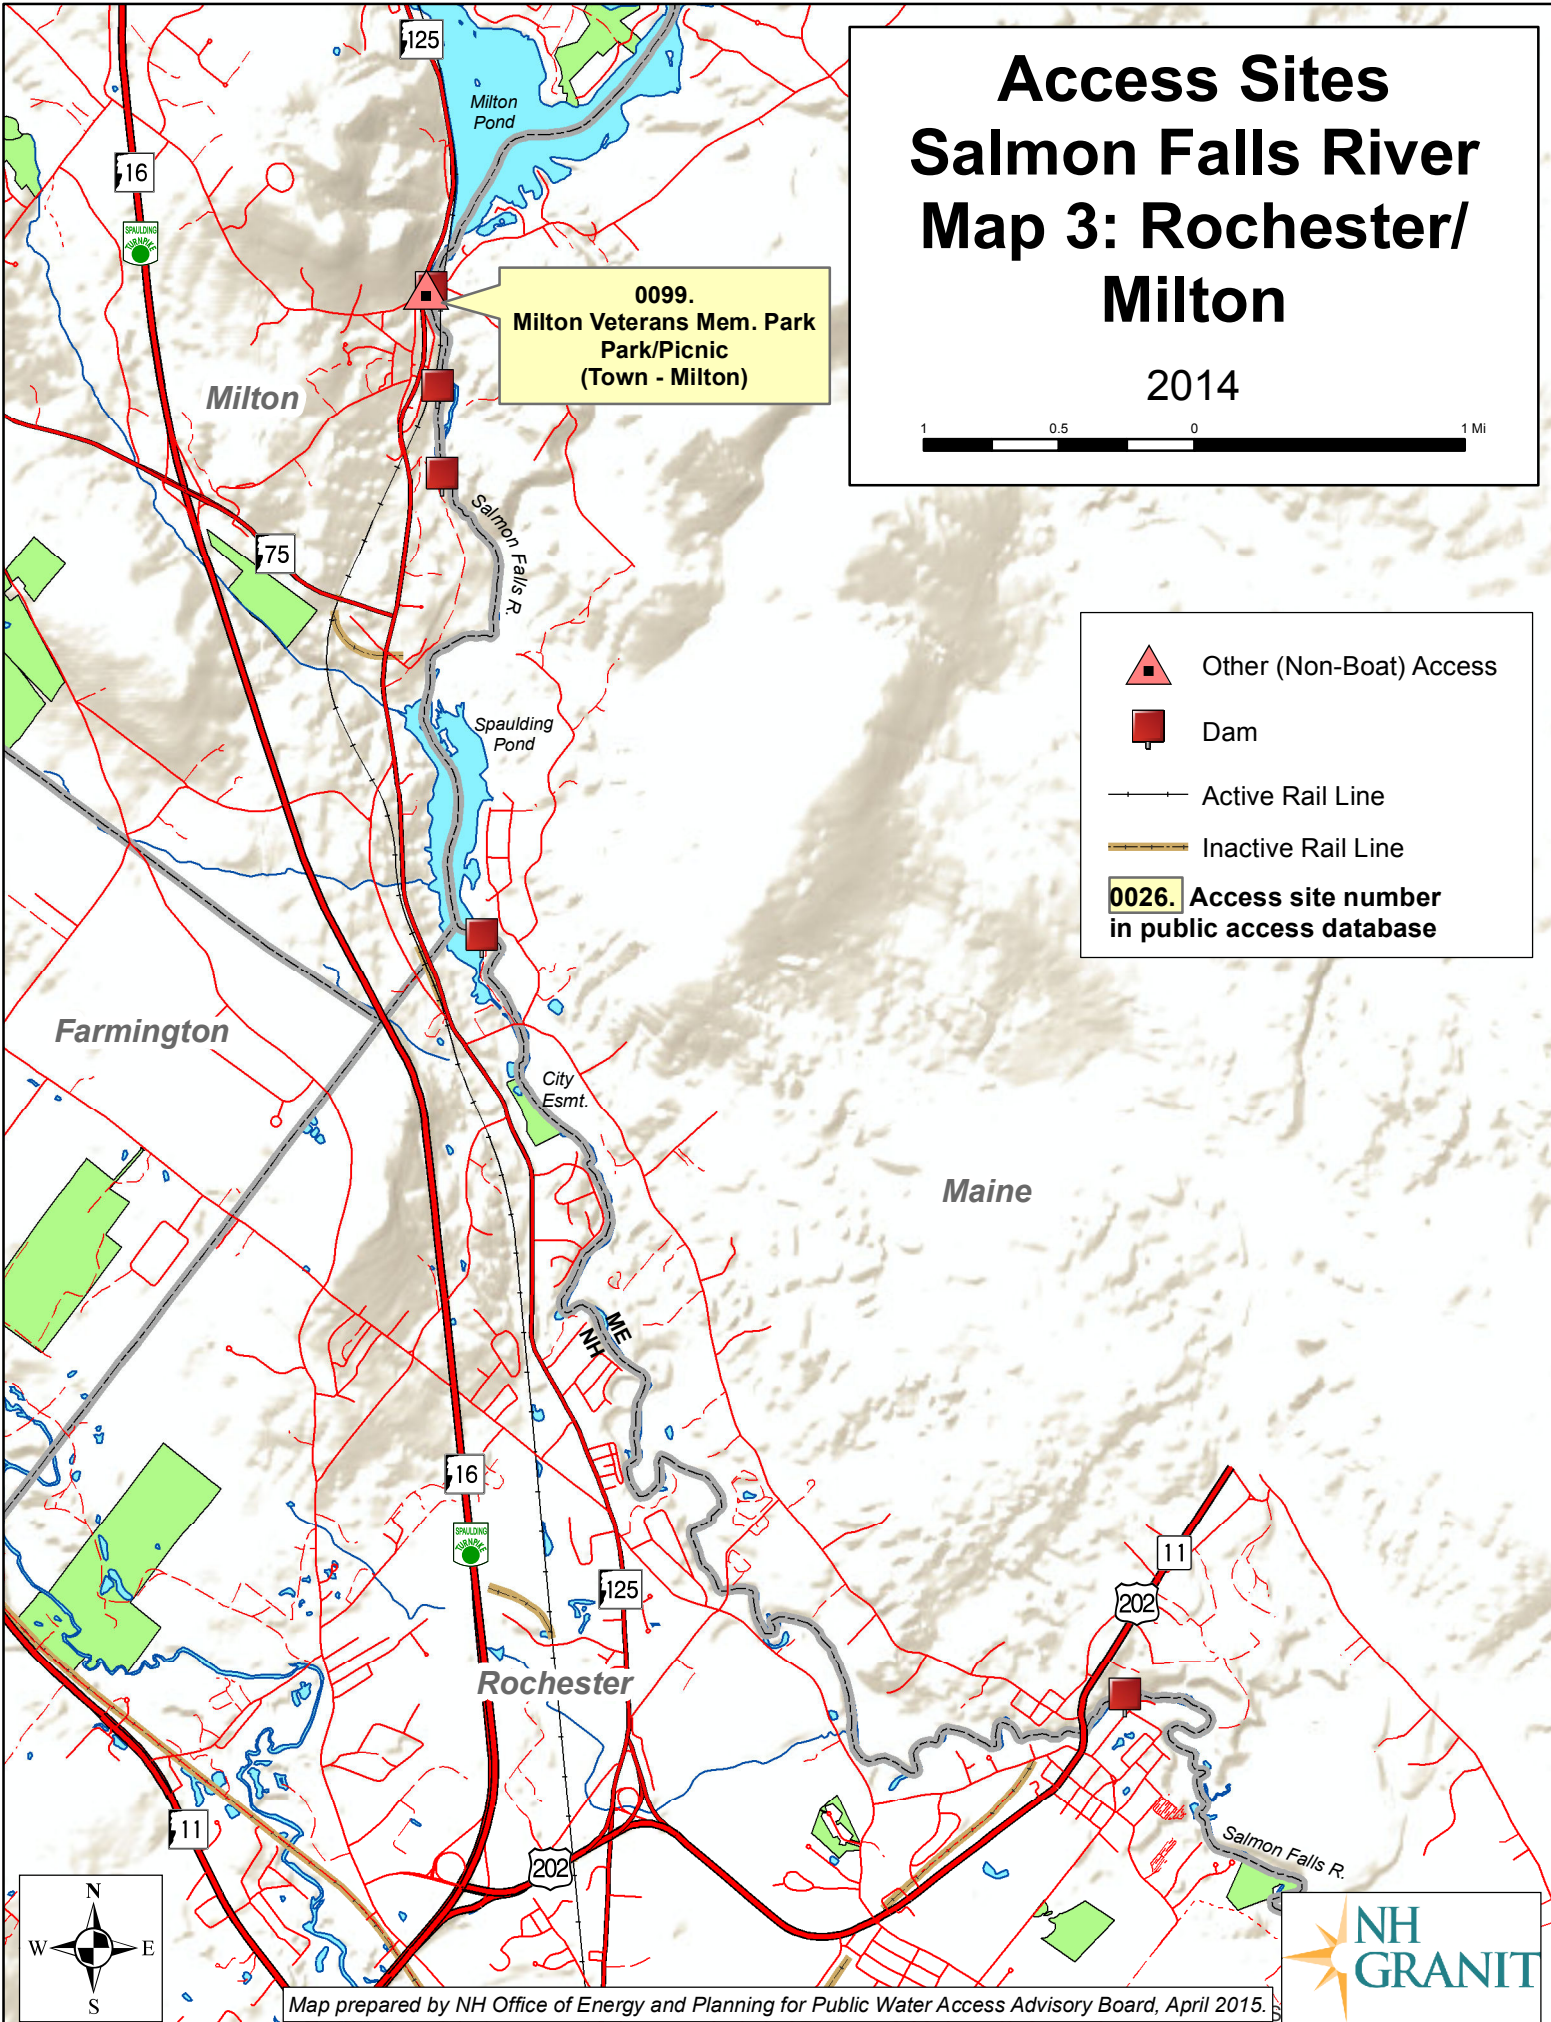 Access Sites
Salmon Falls River
Map 3: Rochester/
Milton
2014
1 0.5 0 1 Mi
125
Milton
Pond
16
SPAULDING
TURNPIKE
0099.
Milton Veterans Mem. Park
Park/Picnic
(Town - Milton)
Milton
75
Salmon Falls R.
Other (Non-Boat) Access
Dam
Active Rail Line
Inactive Rail Line
0026. Access site number
in public access database
Spaulding
Pond
Farmington
City
Esmt.
Maine
ME
NH
16
SPAULDING
TURNPIKE
125
11
202
Rochester
11
202
Salmon Falls R.
N
W E
S
NH
GRANIT
Map prepared by NH Office of Energy and Planning for Public Water Access Advisory Board, April 2015.